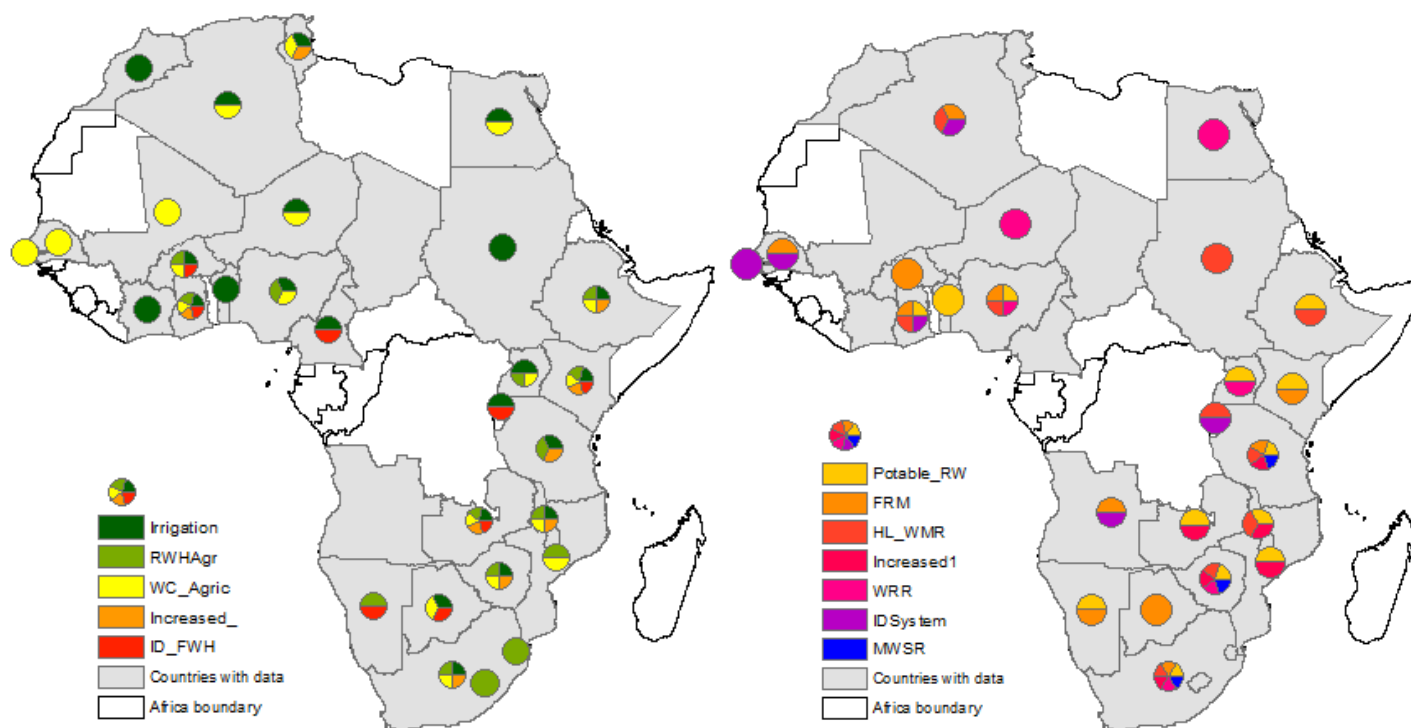 Irrigation
RWHAgr
WC_Agric
Increased_
ID_FWH
Countries with data
Africa boundary
Potable_RW
FRM
HL_WMR
Increased1
WRR
IDSystem
MWSR
Countries with data
Africa boundary